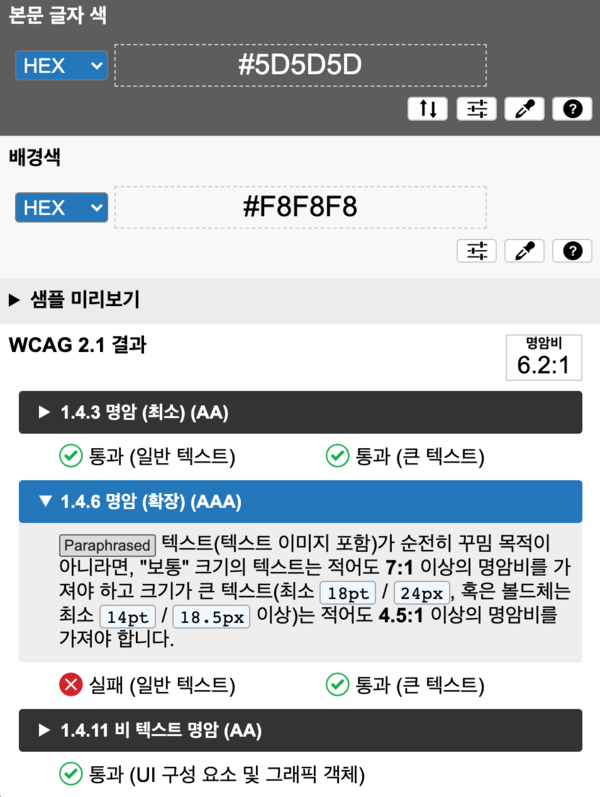 본문 글자 색
HEX
#5D5D5D
배경색
HEX
#F8F8F8
샘플 미리보기
WCAG 2.1 결과
명암비
6.2:1
1.4.3 명암 (최소) (AA)
통과 (일반 텍스트) 통과 (큰 텍스트)
1.4.6 명암 (확장) (AAA)
Paraphrased 텍스트(텍스트 이미지 포함)가 순전히 꾸밈 목적이
아니라면, "보통" 크기의 텍스트는 적어도 7:1 이상의 명암비를 가
져야 하고 크기가 큰 텍스트(최소 18pt / 24px, 혹은 볼드체는
최소 14pt / 18.5px 이상)는 적어도 4.5:1 이상의 명암비를
가져야 합니다.
실패 (일반 텍스트) 통과 (큰 텍스트)
1.4.11 비 텍스트 명암 (AA)
통과 (UI 구성 요소 및 그래픽 객체)